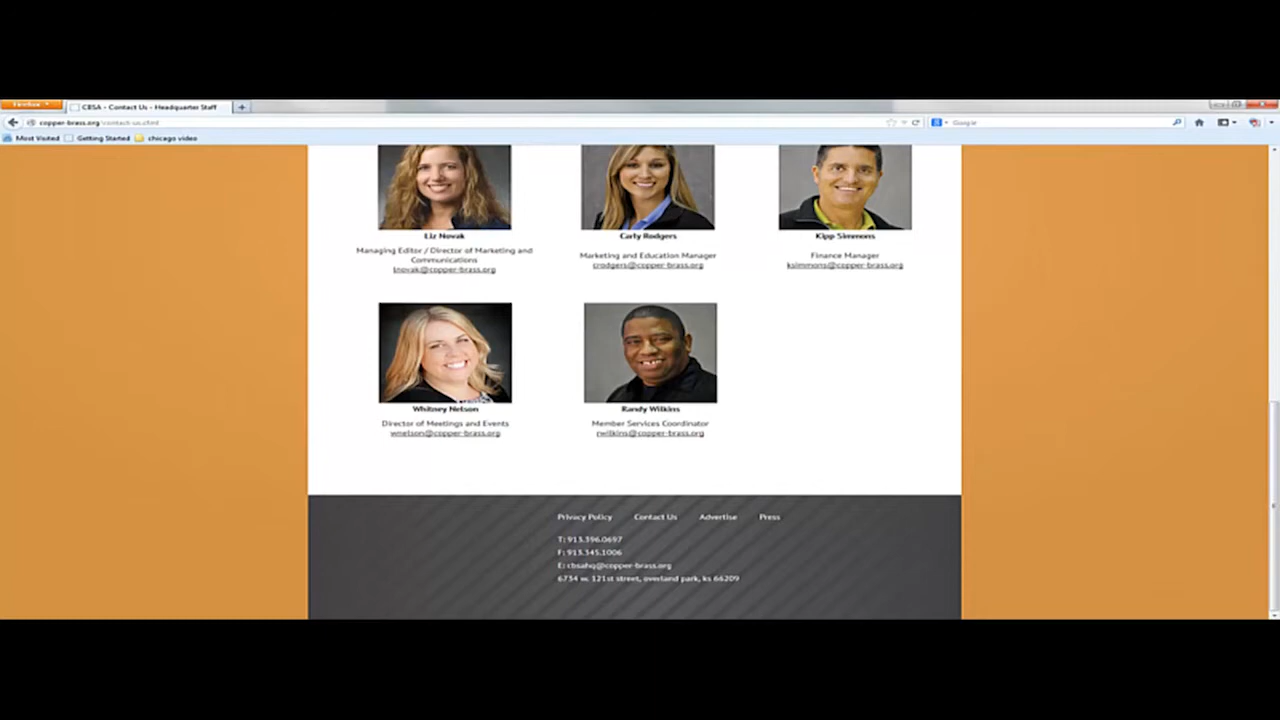 Firefox
CBSA - Contact Us - Headquarter Staff
copper-brass.org/contact-us.cfml
Google
Most Visited Getting Started chicago video
Liz Novak
Managing Editor / Director of Marketing and
Communications
lnovak@copper-brass.org
Carly Rodgers
Marketing and Education Manager
crodgers@copper-brass.org
Kipp Simmons
Finance Manager
ksimmons@copper-brass.org
Whitney Nelson
Director of Meetings and Events
wnelson@copper-brass.org
Randy Wilkins
Member Services Coordinator
rwilkins@copper-brass.org
Privacy Policy Contact Us Advertise Press
T: 913.396.0697
F: 913.345.1006
E: cbsahq@copper-brass.org
6734 w. 121st street, overland park, ks 66209